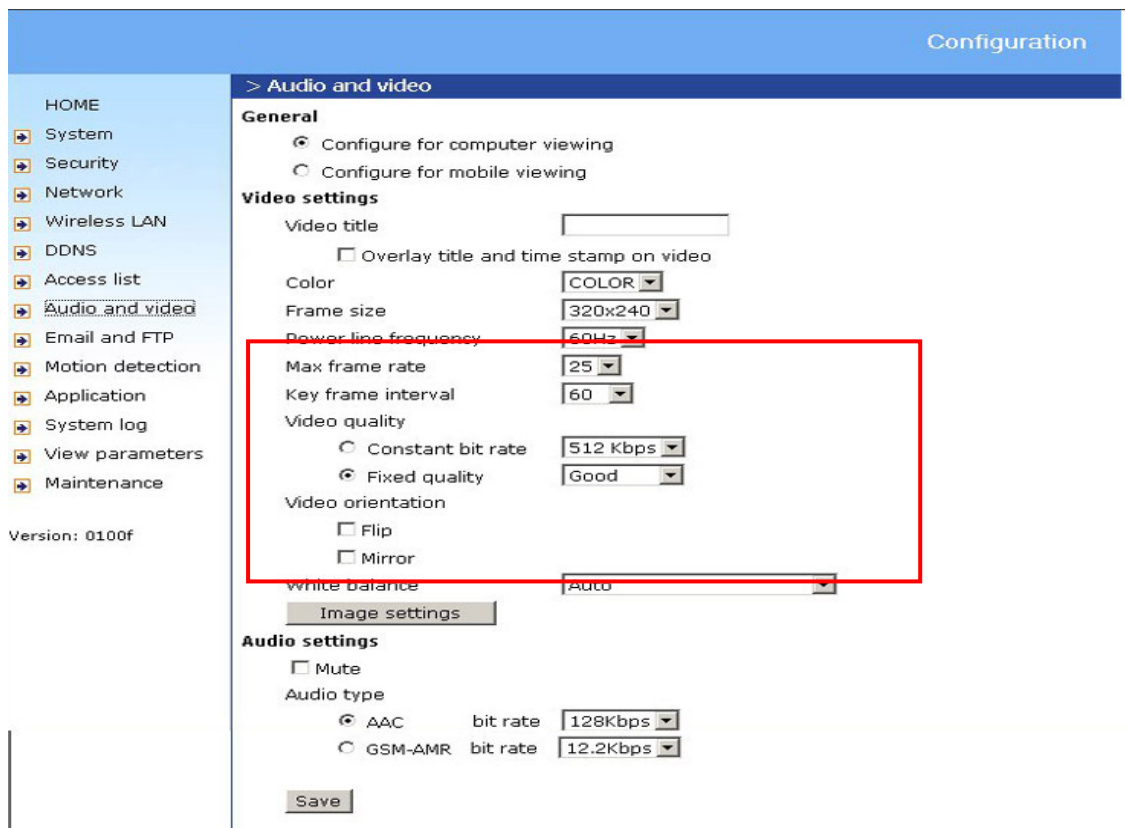 Configuration
> Audio and video
HOME
System
Security
Network
Wireless LAN
DDNS
Access list
Audio and video
Email and FTP
Motion detection
Application
System log
View parameters
Maintenance
Version: 0100f
General
Configure for computer viewing
Configure for mobile viewing
Video settings
Video title
Overlay title and time stamp on video
Color COLOR
Frame size 320x240
Power line frequency 60Hz
Max frame rate 25
Key frame interval 60
Video quality
Constant bit rate 512 Kbps
Fixed quality Good
Video orientation
Flip
Mirror
White balance Auto
Image settings
Audio settings
Mute
Audio type
AAC bit rate 128Kbps
GSM-AMR bit rate 12.2Kbps
Save